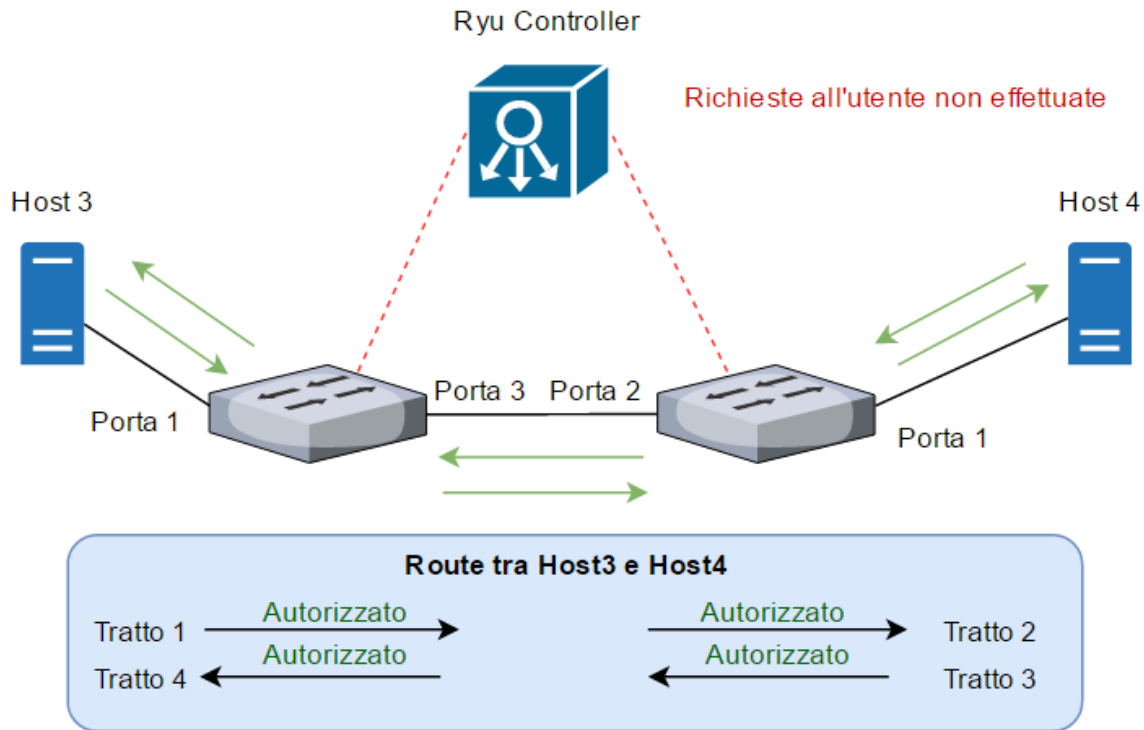 Ryu Controller
Richieste all'utente non effettuate
Host 3
Host 4
Porta 1
Porta 3
Porta 2
Porta 1
Route tra Host3 e Host4
Tratto 1
Autorizzato
Autorizzato
Tratto 2
Tratto 4
Autorizzato
Autorizzato
Tratto 3